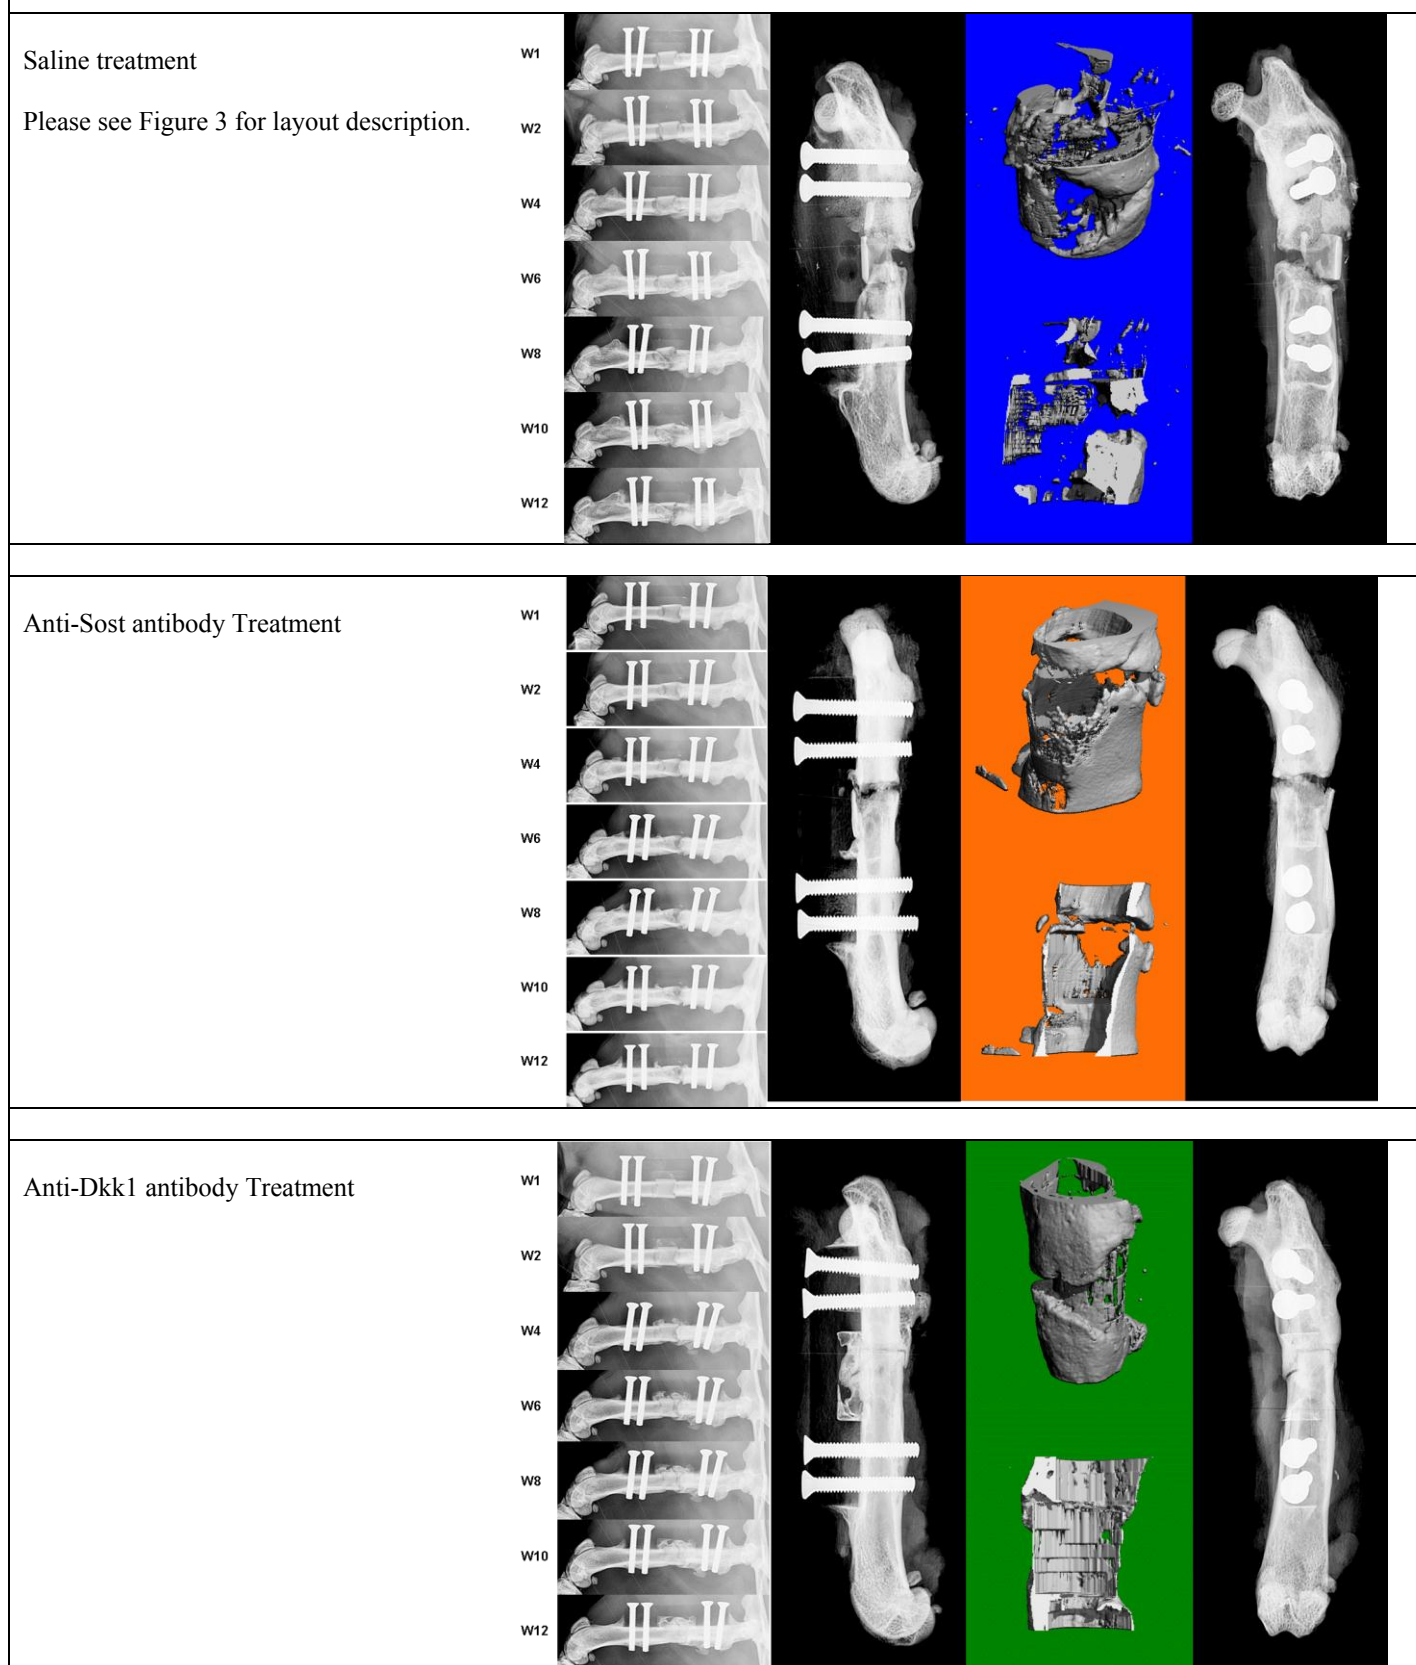 Saline treatment
Please see Figure 3 for layout description.
W1
W2
W4
W6
W8
W10
W12
Anti-Sost antibody Treatment
W1
W2
W4
W6
W8
W10
W12
Anti-Dkk1 antibody Treatment
W1
W2
W4
W6
W8
W10
W12